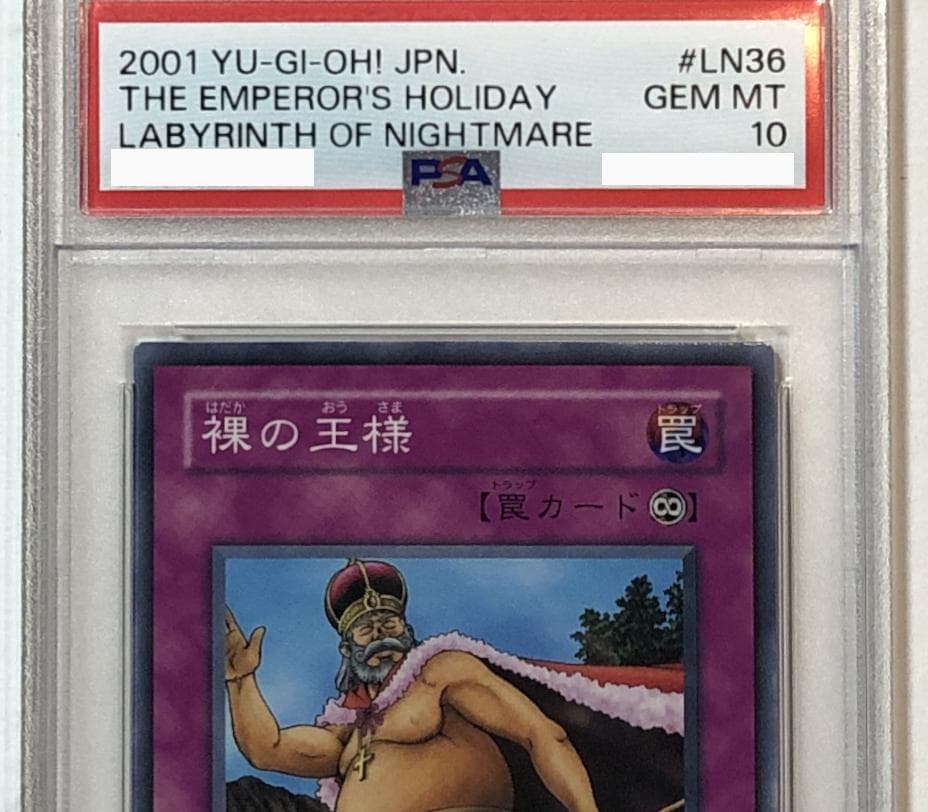 2001 YU-GI-OH! JPN. #LN36
THE EMPEROR'S HOLIDAY GEM MT
LABYRINTH OF NIGHTMARE 10
PSA
はだか おう さま トラップ
裸の王様 罠
トラップ
【罠カード∞】